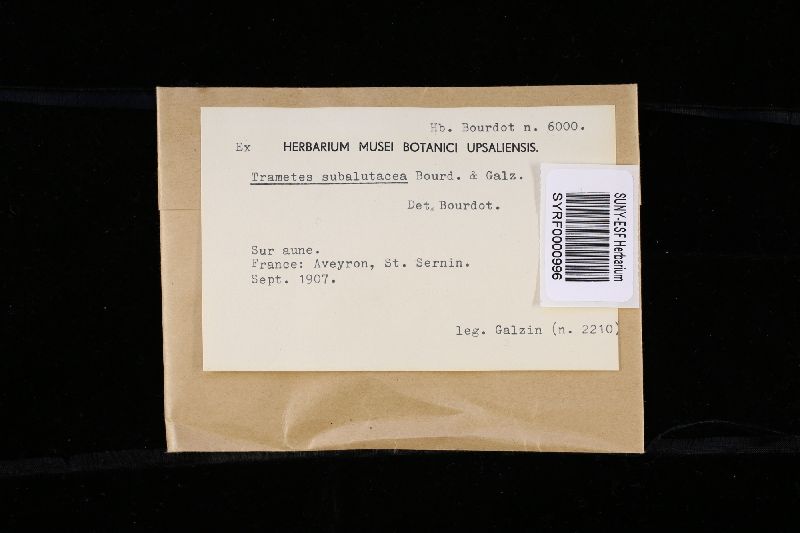 Hb. Bourdot n. 6000.
Ex HERBARIUM MUSEI BOTANICI UPSALIENSIS.
Trametes subalutacea Bourd. & Galz.
Det. Bourdot.
Sur aune.
France: Aveyron, St. Sernin.
Sept. 1907.
leg. Galzin (n. 2210)
SUNY-ESF Herbarium
SYRF0000996